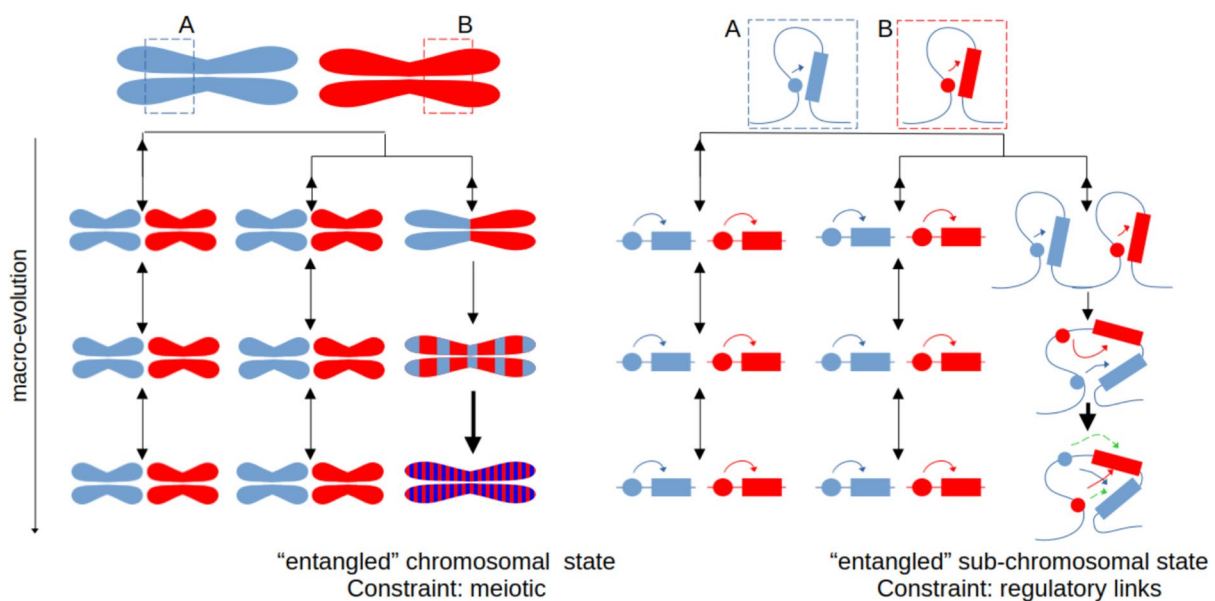 A
B
A
B
macro-evolution
“entangled” chromosomal state
Constraint: meiotic
“entangled” sub-chromosomal state
Constraint: regulatory links